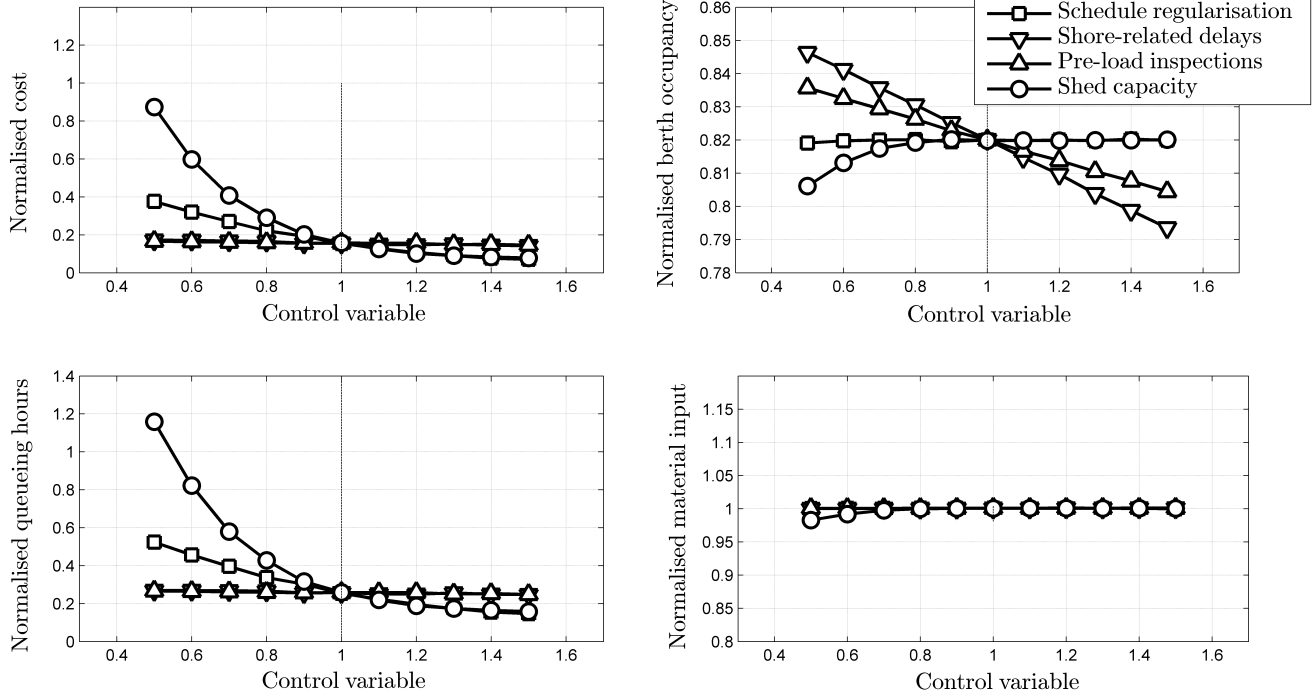 Normalised cost
1.2
1
0.8
0.6
0.4
0.2
0
0.4 0.6 0.8 1 1.2 1.4 1.6
Control variable
Normalised berth occupancy
0.86
0.85
0.84
0.83
0.82
0.81
0.8
0.79
0.78
0.4 0.6 0.8 1 1.2 1.4 1.6
Control variable
Schedule regularisation
Shore-related delays
Pre-load inspections
Shed capacity
Normalised queueing hours
1.4
1.2
1
0.8
0.6
0.4
0.2
0
0.4 0.6 0.8 1 1.2 1.4 1.6
Control variable
Normalised material input
1.15
1.1
1.05
1
0.95
0.9
0.85
0.8
0.4 0.6 0.8 1 1.2 1.4 1.6
Control variable